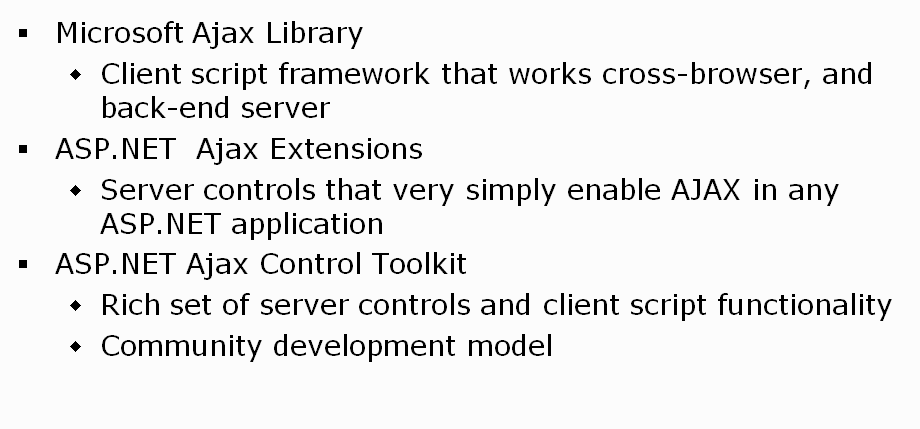 ▪ Microsoft Ajax Library
◆ Client script framework that works cross-browser, and
back-end server
▪ ASP.NET  Ajax Extensions
◆ Server controls that very simply enable AJAX in any
ASP.NET application
▪ ASP.NET Ajax Control Toolkit
◆ Rich set of server controls and client script functionality
◆ Community development model